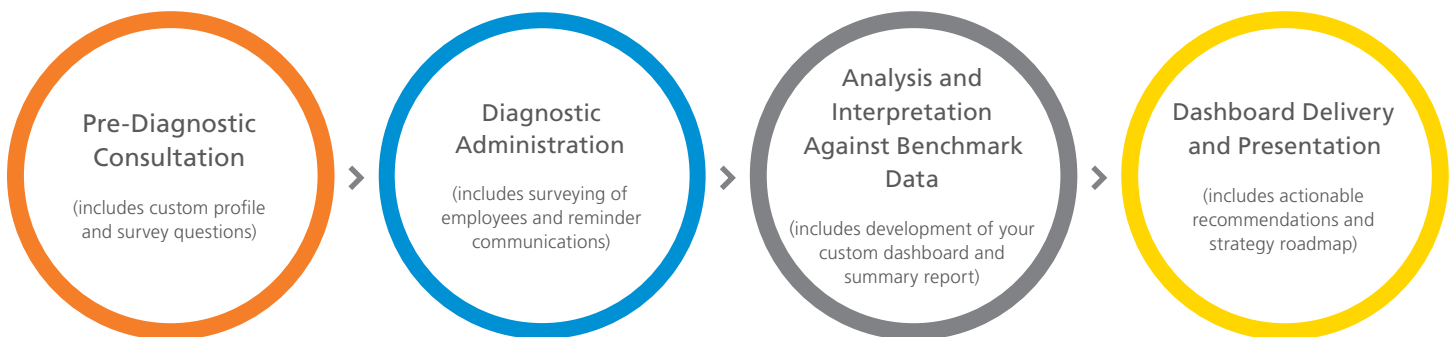 Pre-Diagnostic
Consultation
(includes custom profile
and survey questions)
Diagnostic
Administration
(includes surveying of
employees and reminder
communications)
Analysis and
Interpretation
Against Benchmark
Data
(includes development of your
custom dashboard and
summary report)
Dashboard Delivery
and Presentation
(includes actionable
recommendations and
strategy roadmap)